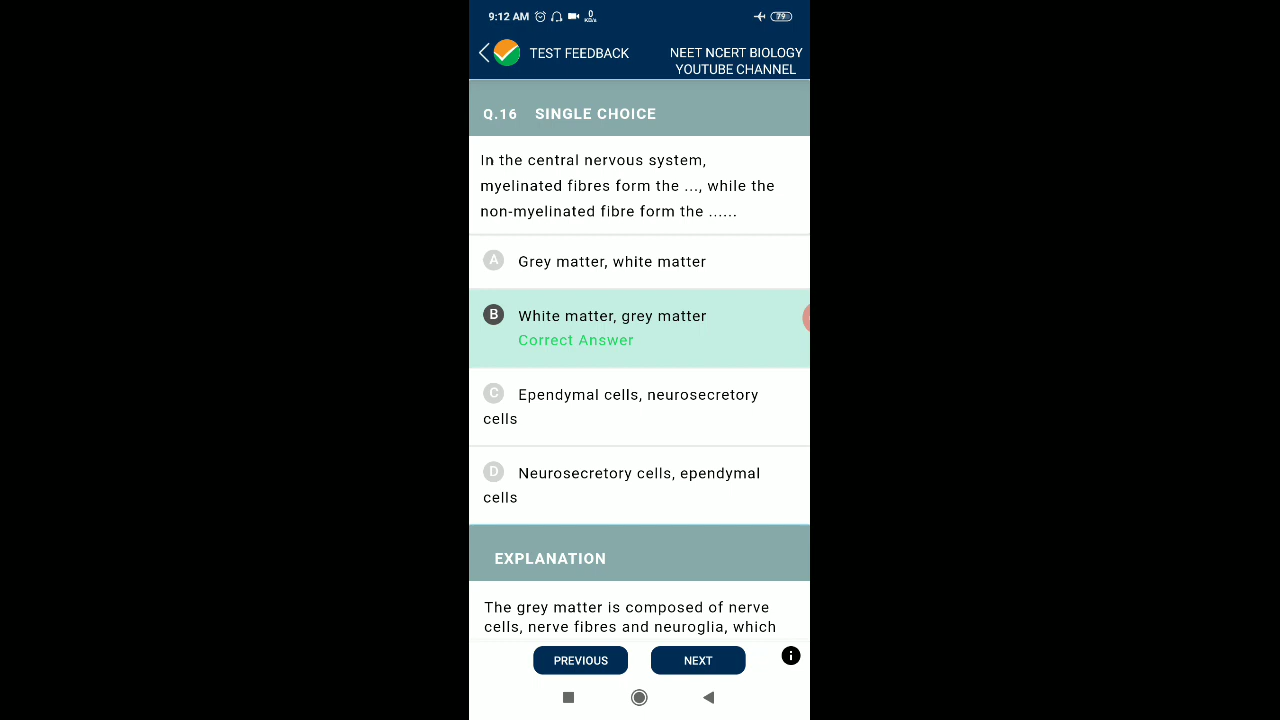 9:12 AM 0 KB/s 79
TEST FEEDBACK
NEET NCERT BIOLOGY
YOUTUBE CHANNEL
Q.16 SINGLE CHOICE
In the central nervous system,
myelinated fibres form the ..., while the
non-myelinated fibre form the ......
A Grey matter, white matter
B White matter, grey matter
Correct Answer
C Ependymal cells, neurosecretory
cells
D Neurosecretory cells, ependymal
cells
EXPLANATION
The grey matter is composed of nerve
cells, nerve fibres and neuroglia, which
PREVIOUS NEXT i